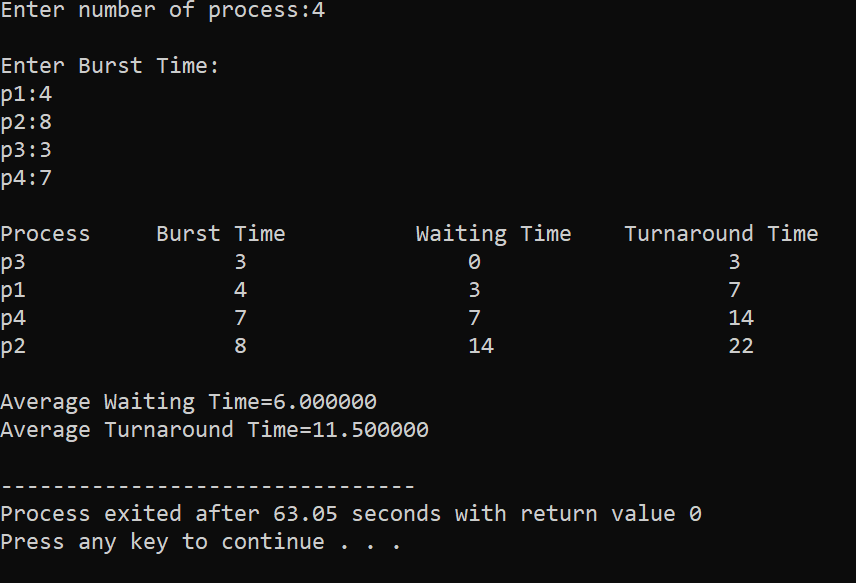 Enter number of process:4
Enter Burst Time:
p1:4
p2:8
p3:3
p4:7
Process Burst Time Waiting Time Turnaround Time
p3 3 0 3
p1 4 3 7
p4 7 7 14
p2 8 14 22
Average Waiting Time=6.000000
Average Turnaround Time=11.500000
--------------------------------
Process exited after 63.05 seconds with return value 0
Press any key to continue . . .